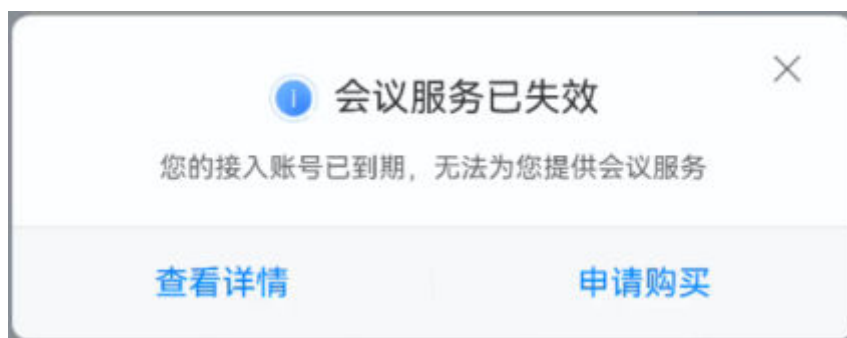 会议服务已失效
您的接入账号已到期，无法为您提供会议服务
查看详情
申请购买